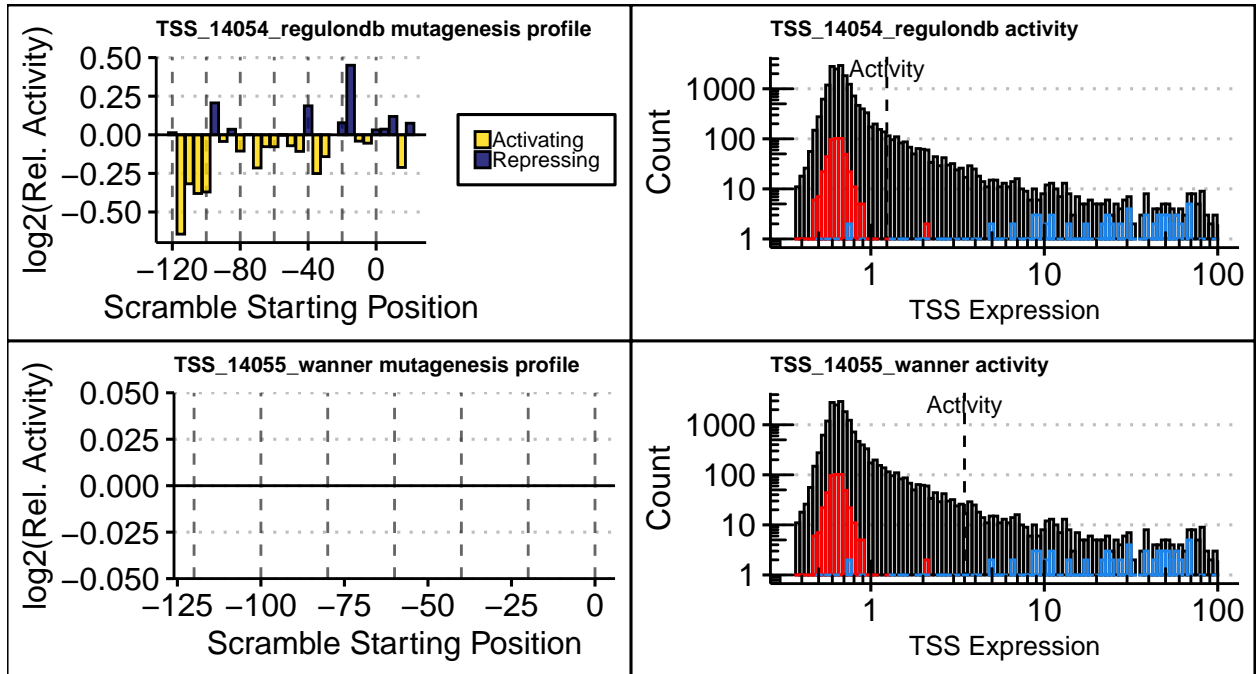 TSS_14054_regulondb mutagenesis profile
log2(Rel. Activity)
0.50
0.25
0.00
−0.25
−0.50
−120 −80 −40 0
Scramble Starting Position
Activating
Repressing
TSS_14054_regulondb activity
Activity
Count
1000
100
10
1
1 10 100
TSS Expression
TSS_14055_wanner mutagenesis profile
log2(Rel. Activity)
0.050
0.025
0.000
−0.025
−0.050
−125 −100 −75 −50 −25 0
Scramble Starting Position
TSS_14055_wanner activity
Activity
Count
1000
100
10
1
1 10 100
TSS Expression